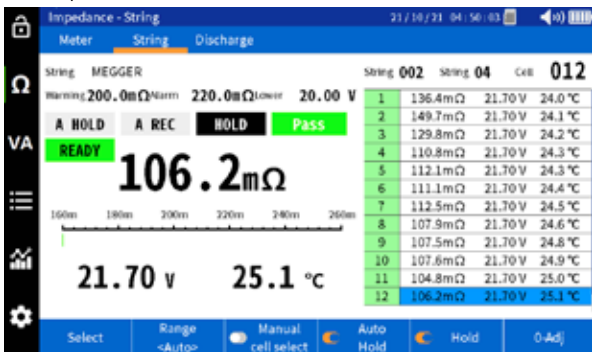 Impedance - String 21/10/21 04:50:03
Meter String Discharge
String MEGGER
Warning 200.0mΩ Alarm 220.0mΩ Lower 20.00 V
A HOLD A REC HOLD Pass
READY
106.2mΩ
160m 180m 200m 220m 240m 260m
21.70 V 25.1 °C
String 002 String 04 Cell 012
1 136.4mΩ 21.70 V 24.0 °C
2 149.7mΩ 21.70 V 24.1 °C
3 129.8mΩ 21.70 V 24.2 °C
4 110.8mΩ 21.70 V 24.3 °C
5 112.1mΩ 21.70 V 24.3 °C
6 111.1mΩ 21.70 V 24.4 °C
7 112.5mΩ 21.70 V 24.5 °C
8 107.9mΩ 21.70 V 24.6 °C
9 107.5mΩ 21.70 V 24.8 °C
10 107.6mΩ 21.70 V 24.9 °C
11 104.8mΩ 21.70 V 25.0 °C
12 106.2mΩ 21.70 V 25.1 °C
Ω
VA
Select Range Manual Auto Hold 0-Adj
<Auto> cell select Hold